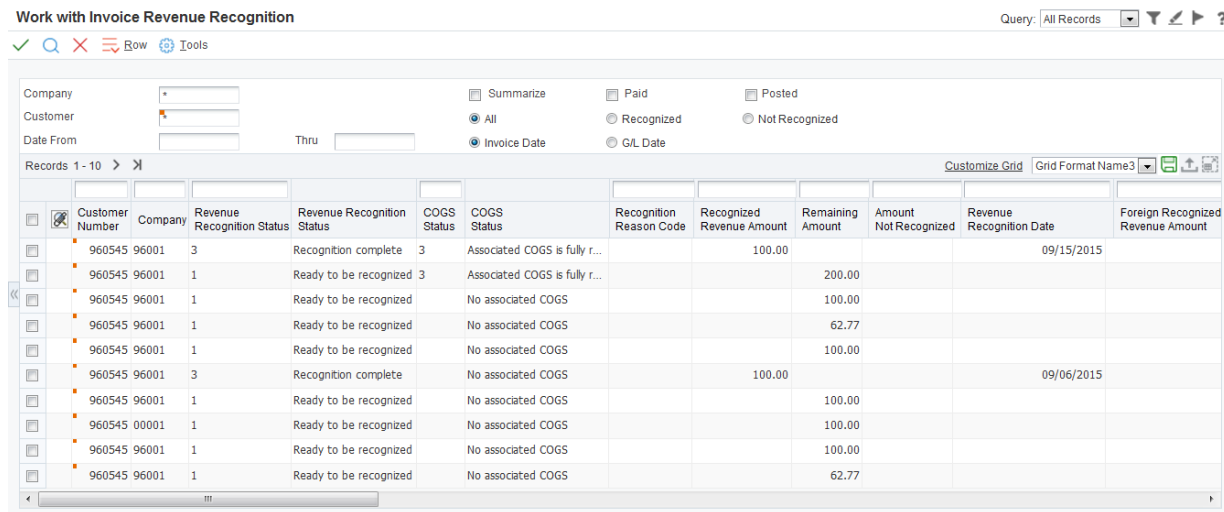 Work with Invoice Revenue Recognition
Query: All Records
Row Tools
Company * Summarize Paid Posted
Customer * All Recognized Not Recognized
Date From Thru Invoice Date G/L Date
Records 1 - 10 Customize Grid Grid Format Name3
Customer Number Company Revenue Recognition Status Revenue Recognition Status COGS Status COGS Status Recognition Reason Code Recognized Revenue Amount Remaining Amount Amount Not Recognized Revenue Recognition Date Foreign Recognized Revenue Amount
960545 96001 3 Recognition complete 3 Associated COGS is fully r... 100.00 09/15/2015
960545 96001 1 Ready to be recognized 3 Associated COGS is fully r... 200.00
960545 96001 1 Ready to be recognized No associated COGS 100.00
960545 96001 1 Ready to be recognized No associated COGS 62.77
960545 96001 1 Ready to be recognized No associated COGS 100.00
960545 96001 3 Recognition complete No associated COGS 100.00 09/06/2015
960545 96001 1 Ready to be recognized No associated COGS 100.00
960545 00001 1 Ready to be recognized No associated COGS 100.00
960545 96001 1 Ready to be recognized No associated COGS 100.00
960545 96001 1 Ready to be recognized No associated COGS 62.77